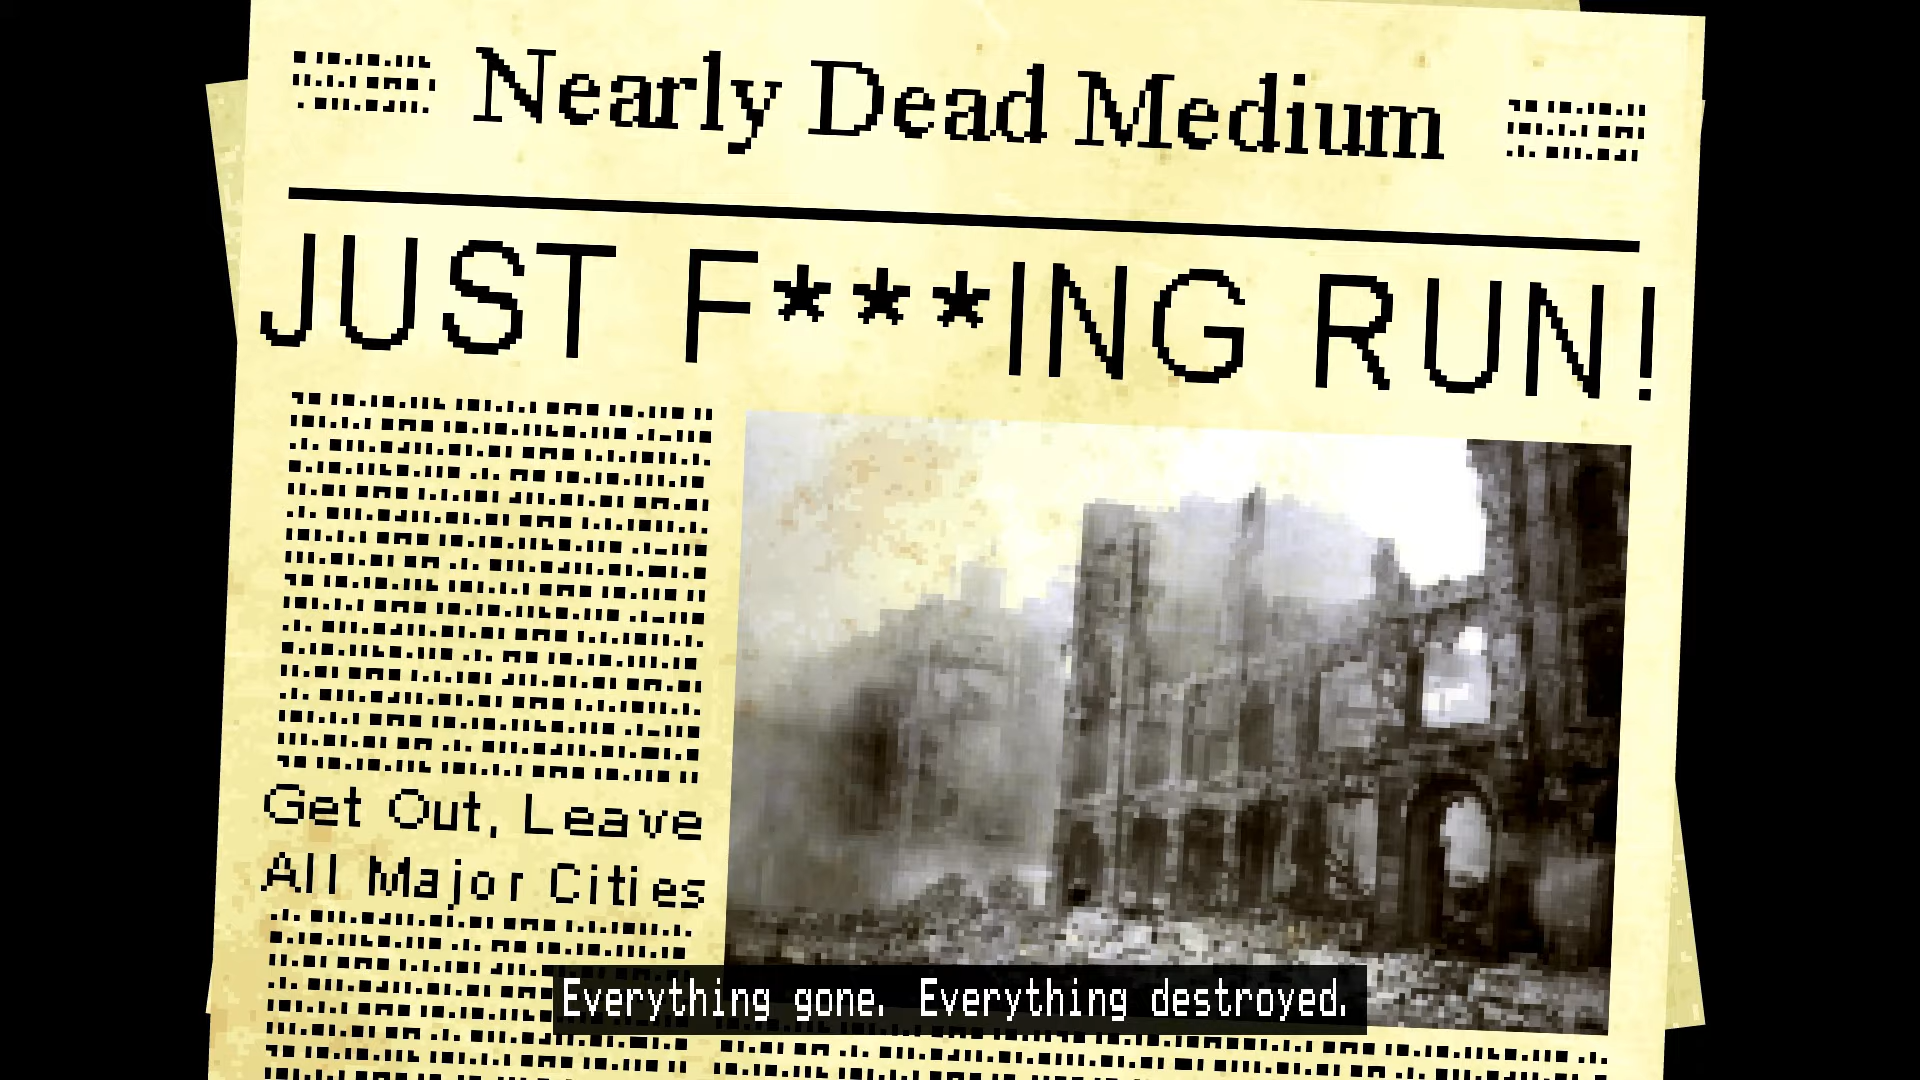 Nearly Dead Medium
JUST F***ING RUN!
Get Out, Leave
All Major Cities
Everything gone. Everything destroyed.